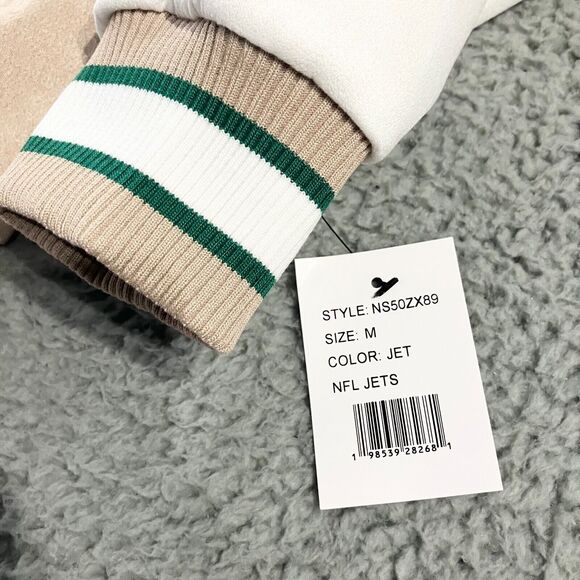 STYLE: NS50ZX89
SIZE: M
COLOR: JET
NFL JETS
1 98539 28268 1